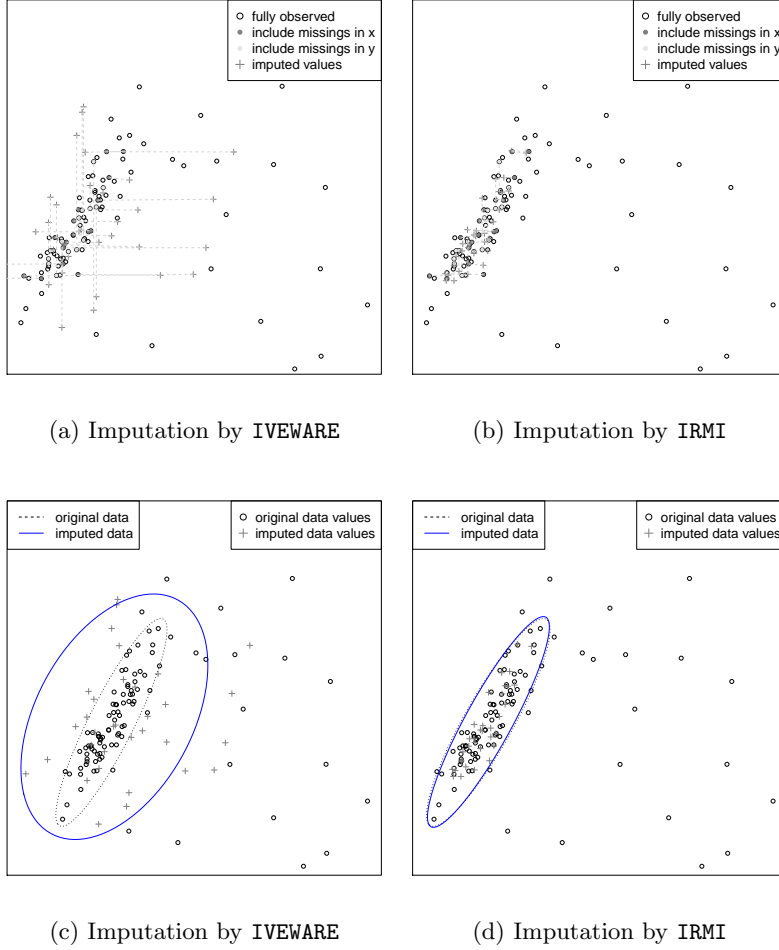 fully observed
include missings in x
include missings in y
imputed values
fully observed
include missings in x
include missings in y
imputed values
(a) Imputation by IVEWARE
(b) Imputation by IRMI
original data
imputed data
original data values
imputed data values
original data
imputed data
original data values
imputed data values
(c) Imputation by IVEWARE
(d) Imputation by IRMI